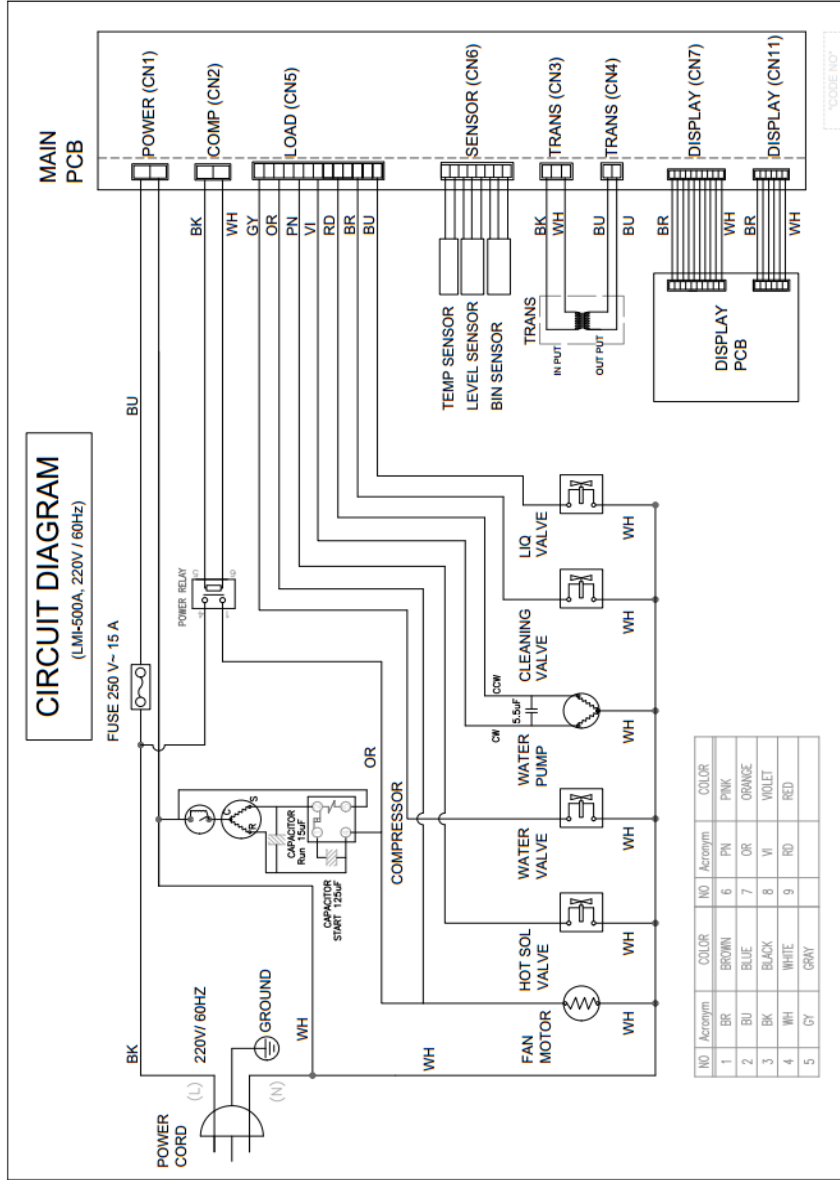 CIRCUIT DIAGRAM
(LMI-500A, 220V / 60Hz)
MAIN
PCB
POWER (CN1)
COMP (CN2)
LOAD (CN5)
SENSOR (CN6)
TRANS (CN3)
TRANS (CN4)
DISPLAY (CN7)
DISPLAY (CN11)
"CODE NO"
BK
WH
GY
OR
PN
VI
RD
BR
BU
BK
WH
BU
BU
BR
WH
BR
WH
TEMP SENSOR
LEVEL SENSOR
BIN SENSOR
TRANS
IN PUT
OUT PUT
DISPLAY
PCB
BU
FUSE 250 V~ 15 A
POWER RELAY
C
R
S
CAPACITOR
Run 15uF
CAPACITOR
START 125uF
OR
COMPRESSOR
POWER
CORD
BK
(L)
(N)
220V/ 60HZ
GROUND
WH
WH
FAN
MOTOR
WH
HOT SOL
VALVE
WH
WATER
VALVE
WH
WATER
PUMP
CW
CCW
5.5uF
WH
CLEANING
VALVE
WH
LIQ
VALVE
WH
NO Acronym COLOR NO Acronym COLOR
1 BR BROWN 6 PN PINK
2 BU BLUE 7 OR ORANGE
3 BK BLACK 8 VI VIOLET
4 WH WHITE 9 RD RED
5 GY GRAY